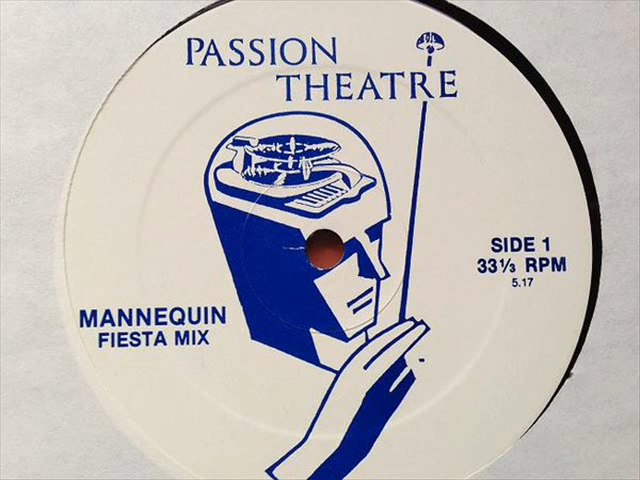 PASSION
THEATRE
MANNEQUIN
FIESTA MIX
SIDE 1
33⅓ RPM
5.17